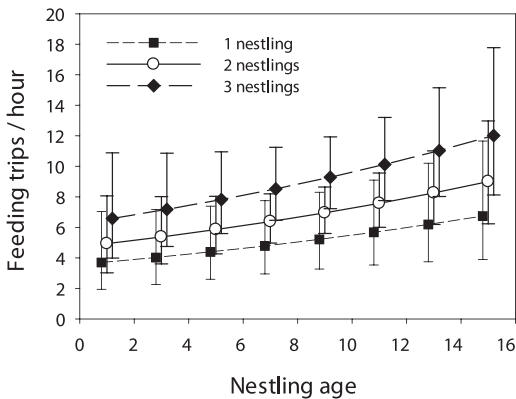 20
18
16
14
12
10
8
6
4
2
0
Feeding trips / hour
1 nestling
2 nestlings
3 nestlings
0 2 4 6 8 10 12 14 16
Nestling age